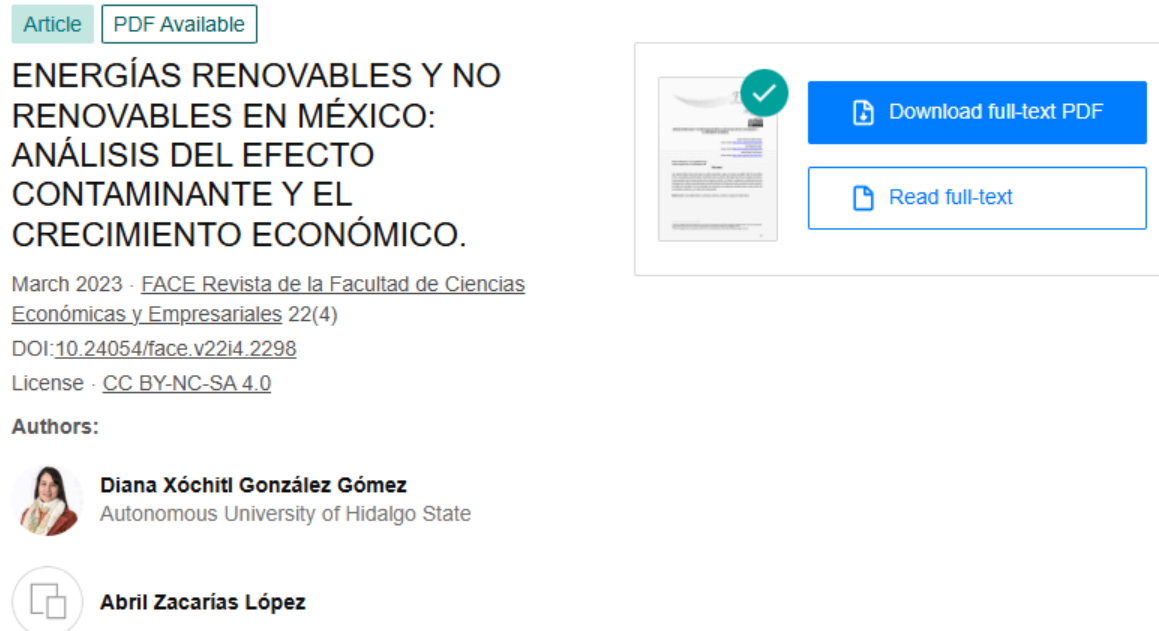 Article PDF Available
ENERGÍAS RENOVABLES Y NO
RENOVABLES EN MÉXICO:
ANÁLISIS DEL EFECTO
CONTAMINANTE Y EL
CRECIMIENTO ECONÓMICO.
March 2023 · FACE Revista de la Facultad de Ciencias
Económicas y Empresariales 22(4)
DOI:10.24054/face.v22i4.2298
License · CC BY-NC-SA 4.0
Authors:
Diana Xóchitl González Gómez
Autonomous University of Hidalgo State
Abril Zacarías López
Download full-text PDF
Read full-text